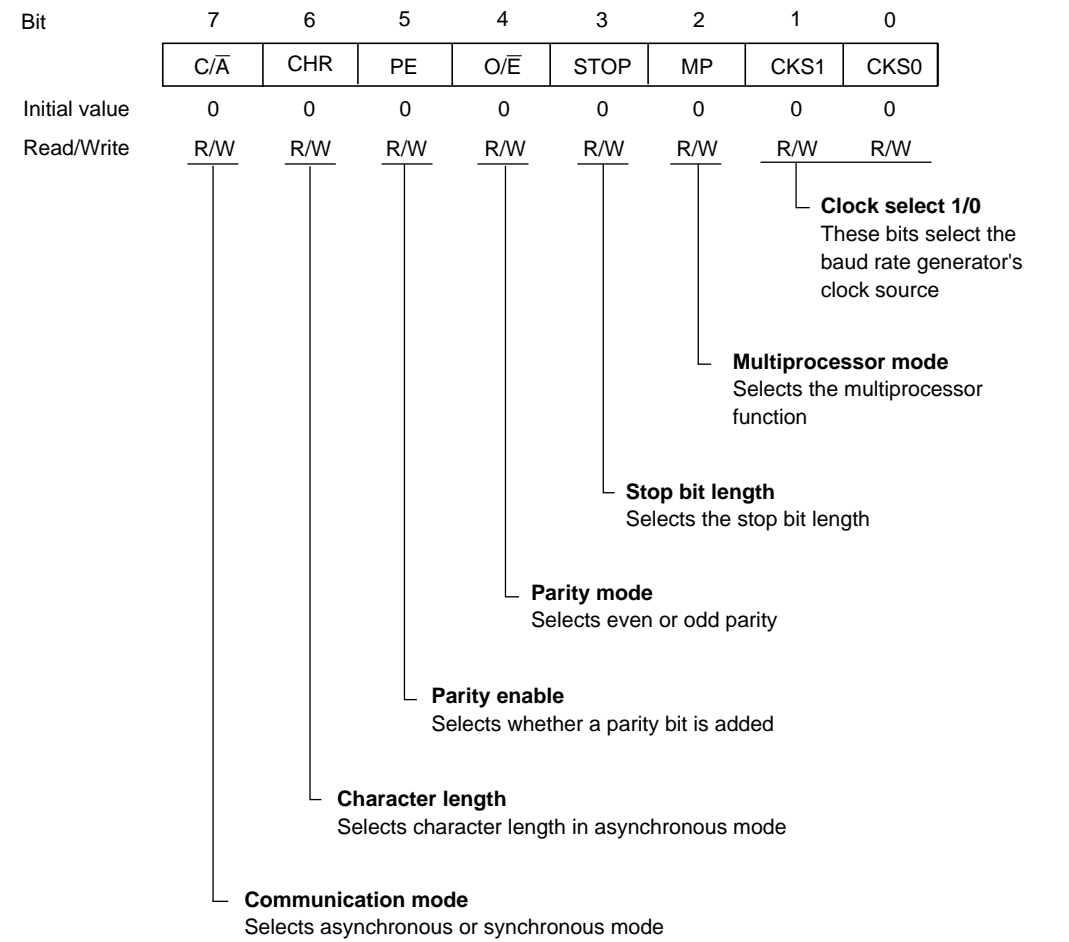 Bit 7 6 5 4 3 2 1 0
C/A̅ CHR PE O/E̅ STOP MP CKS1 CKS0
Initial value 0 0 0 0 0 0 0 0
Read/Write R/W R/W R/W R/W R/W R/W R/W R/W
Clock select 1/0
These bits select the
baud rate generator's
clock source
Multiprocessor mode
Selects the multiprocessor
function
Stop bit length
Selects the stop bit length
Parity mode
Selects even or odd parity
Parity enable
Selects whether a parity bit is added
Character length
Selects character length in asynchronous mode
Communication mode
Selects asynchronous or synchronous mode